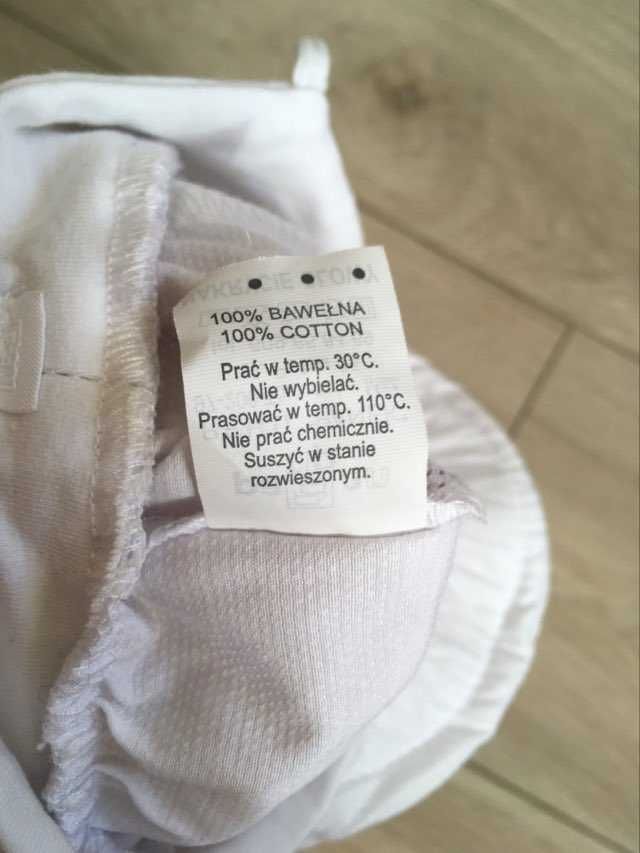 • • •
100% BAWEŁNA
100% COTTON
Prać w temp. 30°C.
Nie wybielać.
Prasować w temp. 110°C.
Nie prać chemicznie.
Suszyć w stanie
rozwieszonym.